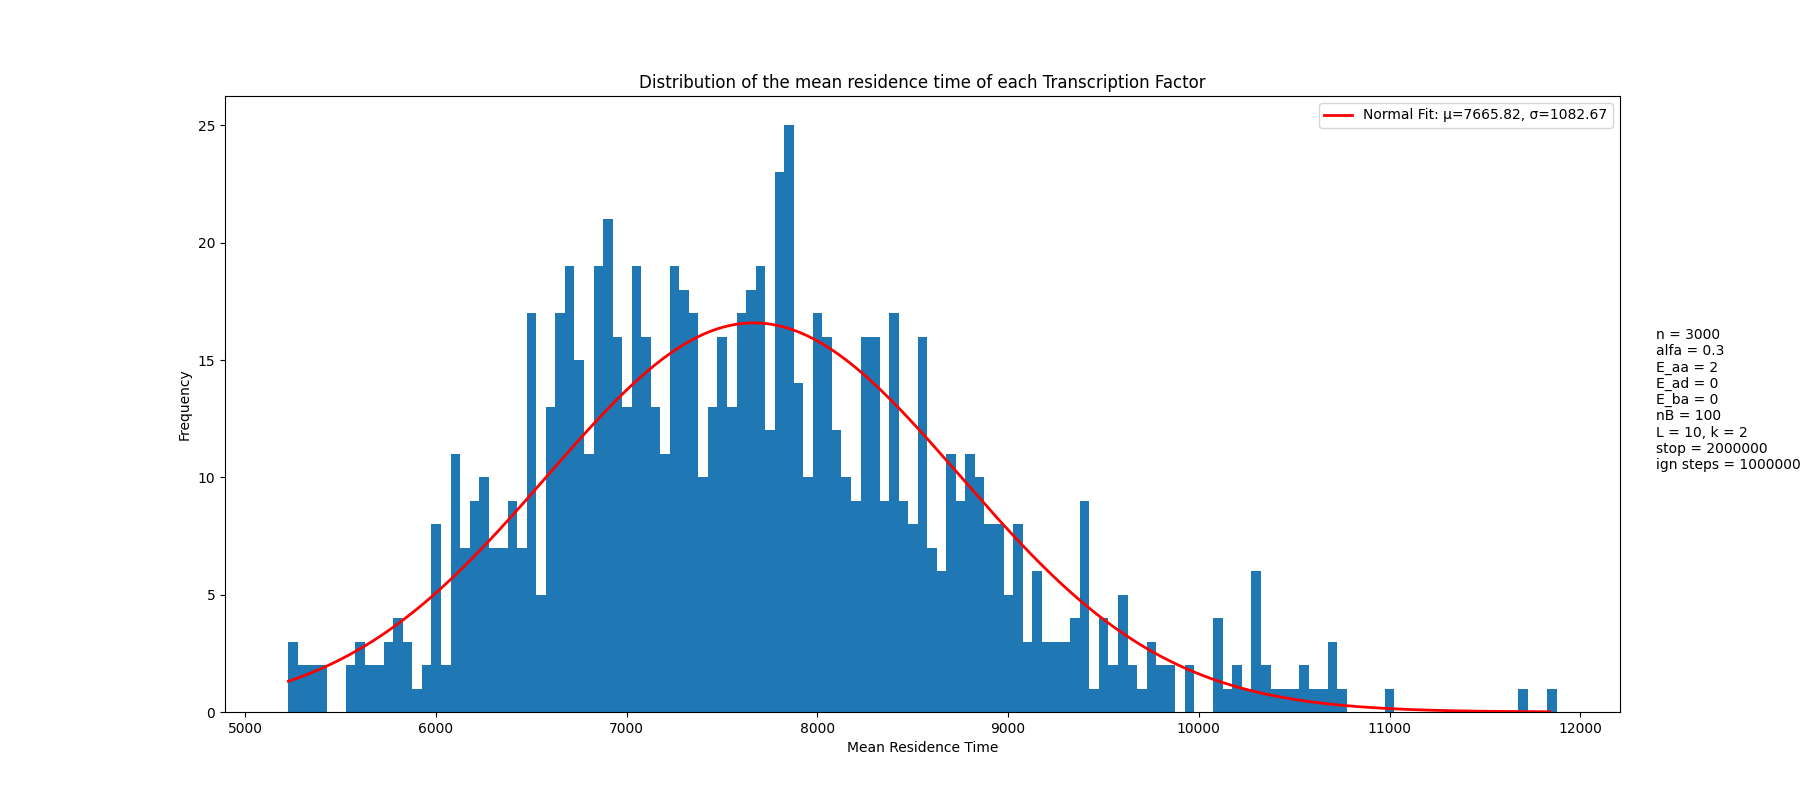 Distribution of the mean residence time of each Transcription Factor
Normal Fit: μ=7665.82, σ=1082.67
25
20
15
10
5
0
Frequency
5000 6000 7000 8000 9000 10000 11000 12000
Mean Residence Time
n = 3000
alfa = 0.3
E_aa = 2
E_ad = 0
E_ba = 0
nB = 100
L = 10, k = 2
stop = 2000000
ign steps = 1000000